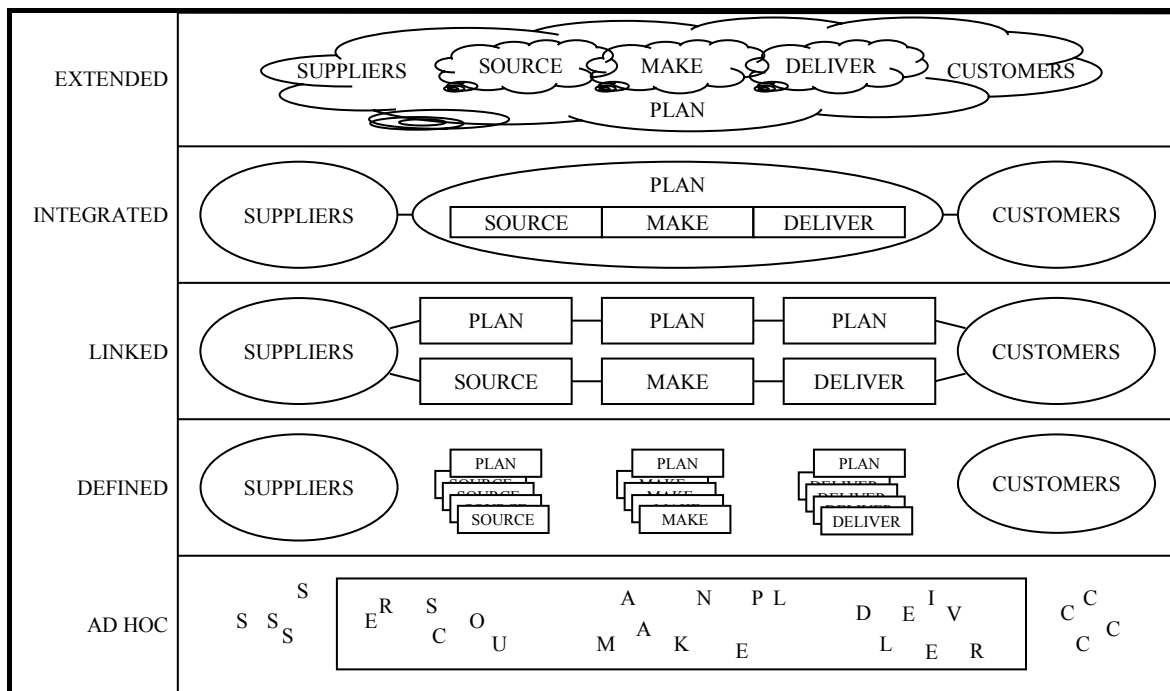 EXTENDED
SUPPLIERS SOURCE MAKE DELIVER CUSTOMERS
PLAN
INTEGRATED
SUPPLIERS
PLAN
SOURCE MAKE DELIVER
CUSTOMERS
LINKED
SUPPLIERS
PLAN PLAN PLAN
SOURCE MAKE DELIVER
CUSTOMERS
DEFINED
SUPPLIERS
PLAN PLAN PLAN
SOURCE MAKE DELIVER
CUSTOMERS
AD HOC
S R S A N P L I C
S S E O D E V C
S C A C
U M K E L E R C